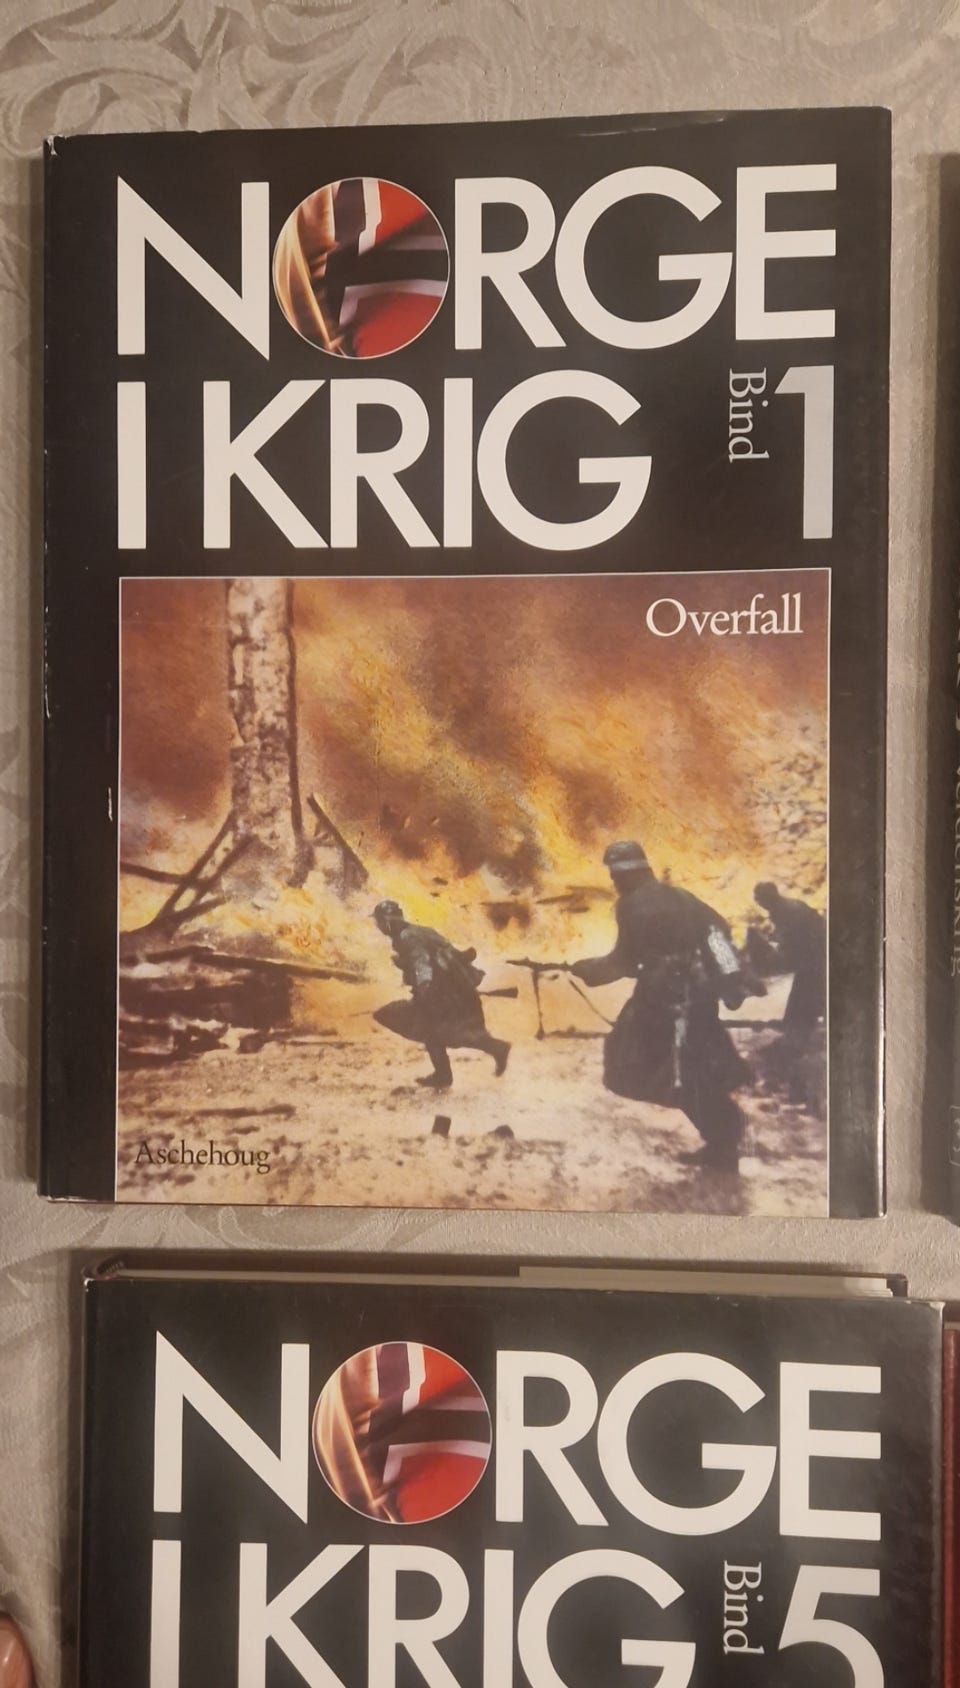 NORGE
I KRIG
Bind 1
Overfall
Aschehoug
NORGE
I KRIG
Bind 5